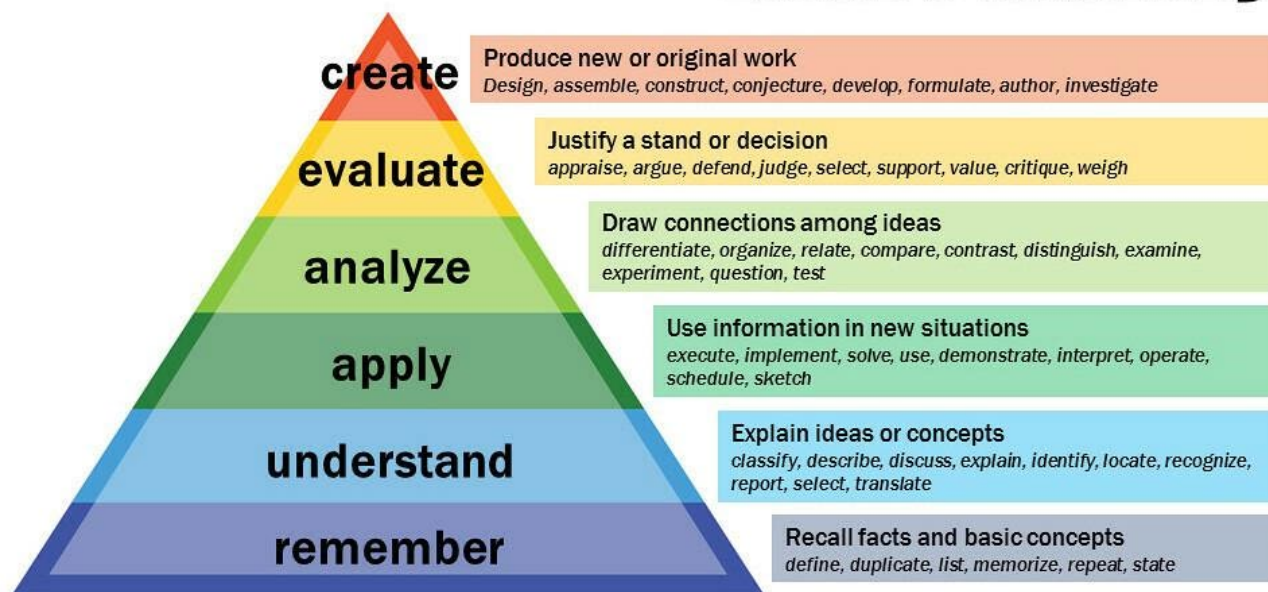 create
Produce new or original work
Design, assemble, construct, conjecture, develop, formulate, author, investigate
evaluate
Justify a stand or decision
appraise, argue, defend, judge, select, support, value, critique, weigh
analyze
Draw connections among ideas
differentiate, organize, relate, compare, contrast, distinguish, examine,
experiment, question, test
apply
Use information in new situations
execute, implement, solve, use, demonstrate, interpret, operate,
schedule, sketch
understand
Explain ideas or concepts
classify, describe, discuss, explain, identify, locate, recognize,
report, select, translate
remember
Recall facts and basic concepts
define, duplicate, list, memorize, repeat, state